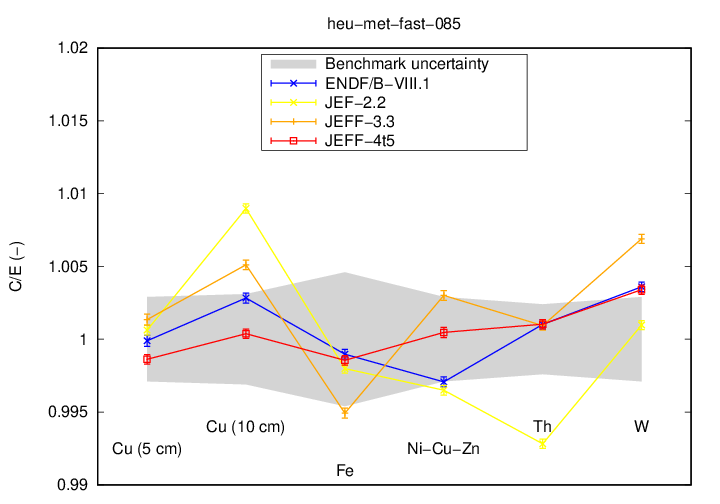 heu−met−fast−085
Benchmark uncertainty
ENDF/B−VIII.1
JEF−2.2
JEFF−3.3
JEFF−4t5
1.02
1.015
1.01
1.005
1
0.995
0.99
C/E (−)
Cu (5 cm)
Cu (10 cm)
Fe
Ni−Cu−Zn
Th
W